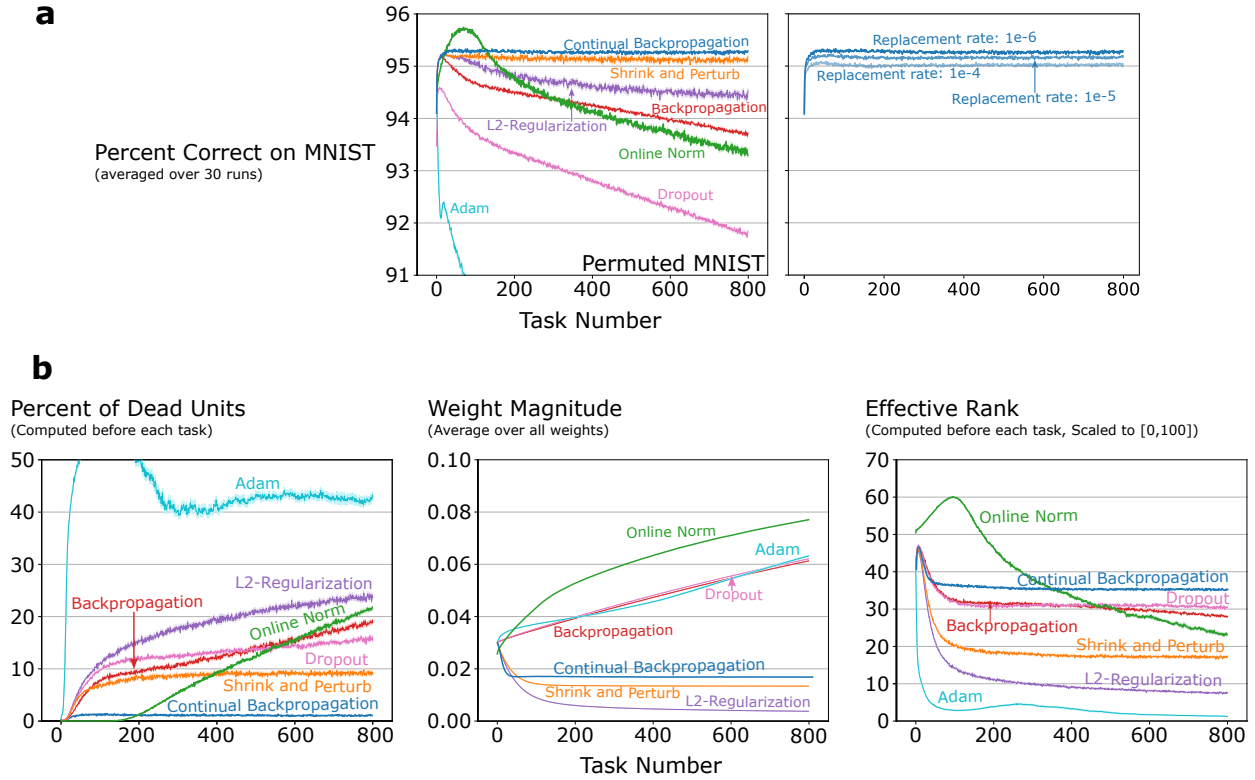 a
96
95
94
93
92
91
Percent Correct on MNIST
(averaged over 30 runs)
Continual Backpropagation
Shrink and Perturb
Backpropagation
L2-Regularization
Online Norm
Dropout
Adam
Permuted MNIST
0 200 400 600 800
Task Number
Replacement rate: 1e-6
Replacement rate: 1e-4
Replacement rate: 1e-5
0 200 400 600 800
b
Percent of Dead Units
(Computed before each task)
50
40
30
20
10
0
Adam
L2-Regularization
Backpropagation
Online Norm
Dropout
Shrink and Perturb
Continual Backpropagation
0 200 400 600 800
Weight Magnitude
(Average over all weights)
0.10
0.08
0.06
0.04
0.02
0.00
Online Norm
Adam
Dropout
Backpropagation
Continual Backpropagation
Shrink and Perturb
L2-Regularization
0 200 400 600 800
Task Number
Effective Rank
(Computed before each task, Scaled to [0,100])
70
60
50
40
30
20
10
0
Online Norm
Continual Backpropagation
Dropout
Backpropagation
Shrink and Perturb
L2-Regularization
Adam
0 200 400 600 800